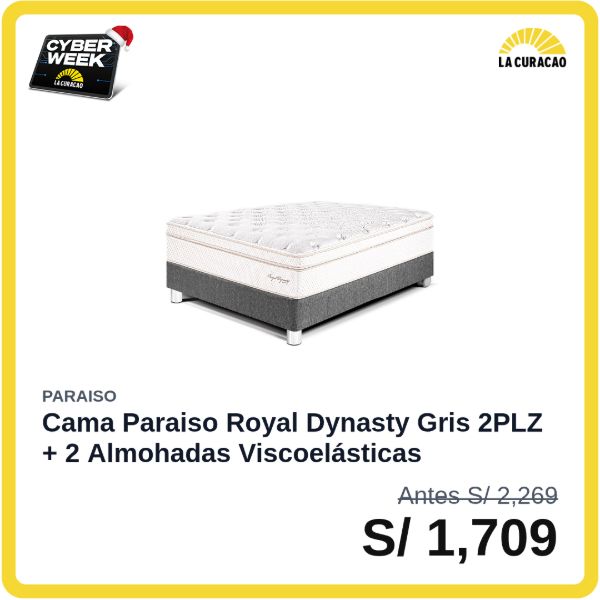 CYBER
WEEK
LA CURACAO
LA CURACAO
PARAISO
Cama Paraiso Royal Dynasty Gris 2PLZ
+ 2 Almohadas Viscoelásticas
Antes S/ 2,269
S/ 1,709